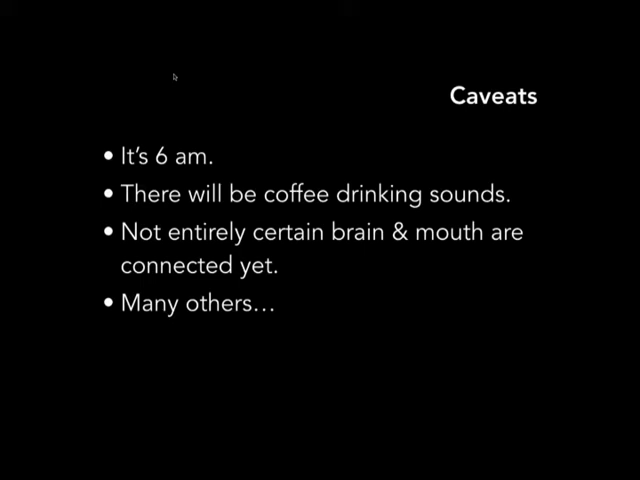 Caveats
• It's 6 am.
• There will be coffee drinking sounds.
• Not entirely certain brain & mouth are
connected yet.
• Many others…